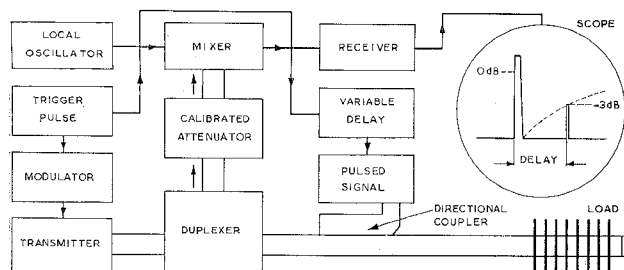 LOCAL
OSCILLATOR
MIXER
RECEIVER
SCOPE
0dB
-3dB
DELAY
TRIGGER
PULSE
CALIBRATED
ATTENUATOR
VARIABLE
DELAY
MODULATOR
PULSED
SIGNAL
DIRECTIONAL
COUPLER
LOAD
TRANSMITTER
DUPLEXER